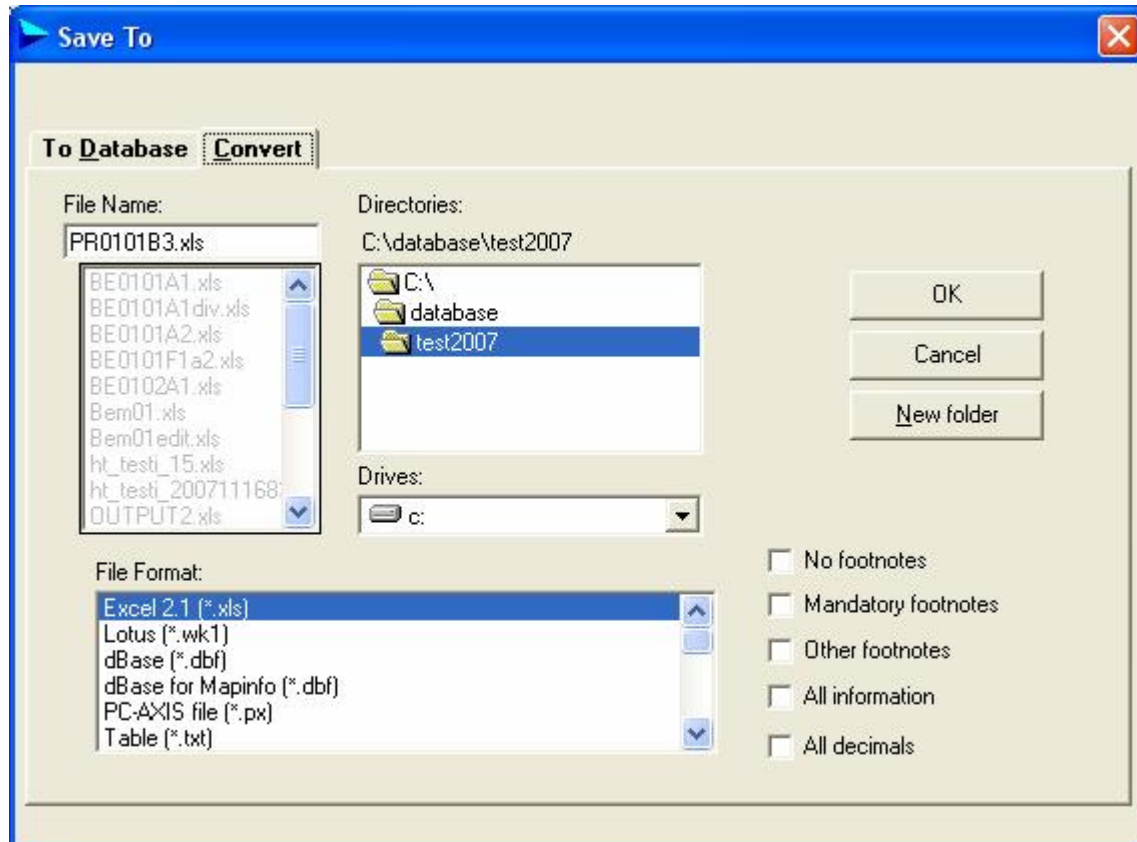 Save To
To Database
Convert
File Name:
PR0101B3.xls
BE0101A1.xls
BE0101A1div.xls
BE0101A2.xls
BE0101F1a2.xls
BE0102A1.xls
Bem01.xls
Bem01edit.xls
ht_testi_15.xls
OUTPUT2.xls
Directories:
C:\database\test2007
C:\
database
test2007
Drives:
c:
OK
Cancel
New folder
File Format:
Excel 2.1 (*.xls)
Lotus (*.wk1)
dBase (*.dbf)
dBase for Mapinfo (*.dbf)
PC-AXIS file (*.px)
Table (*.txt)
No footnotes
Mandatory footnotes
Other footnotes
All information
All decimals